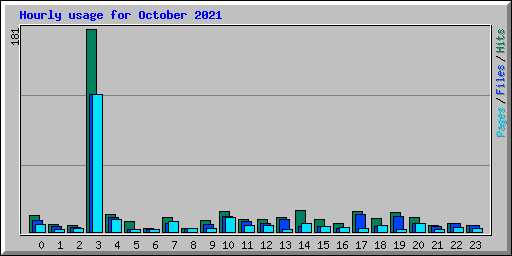 Hourly usage for October 2021
181
Pages/Files/Hits
0 1 2 3 4 5 6 7 8 9 10 11 12 13 14 15 16 17 18 19 20 21 22 23